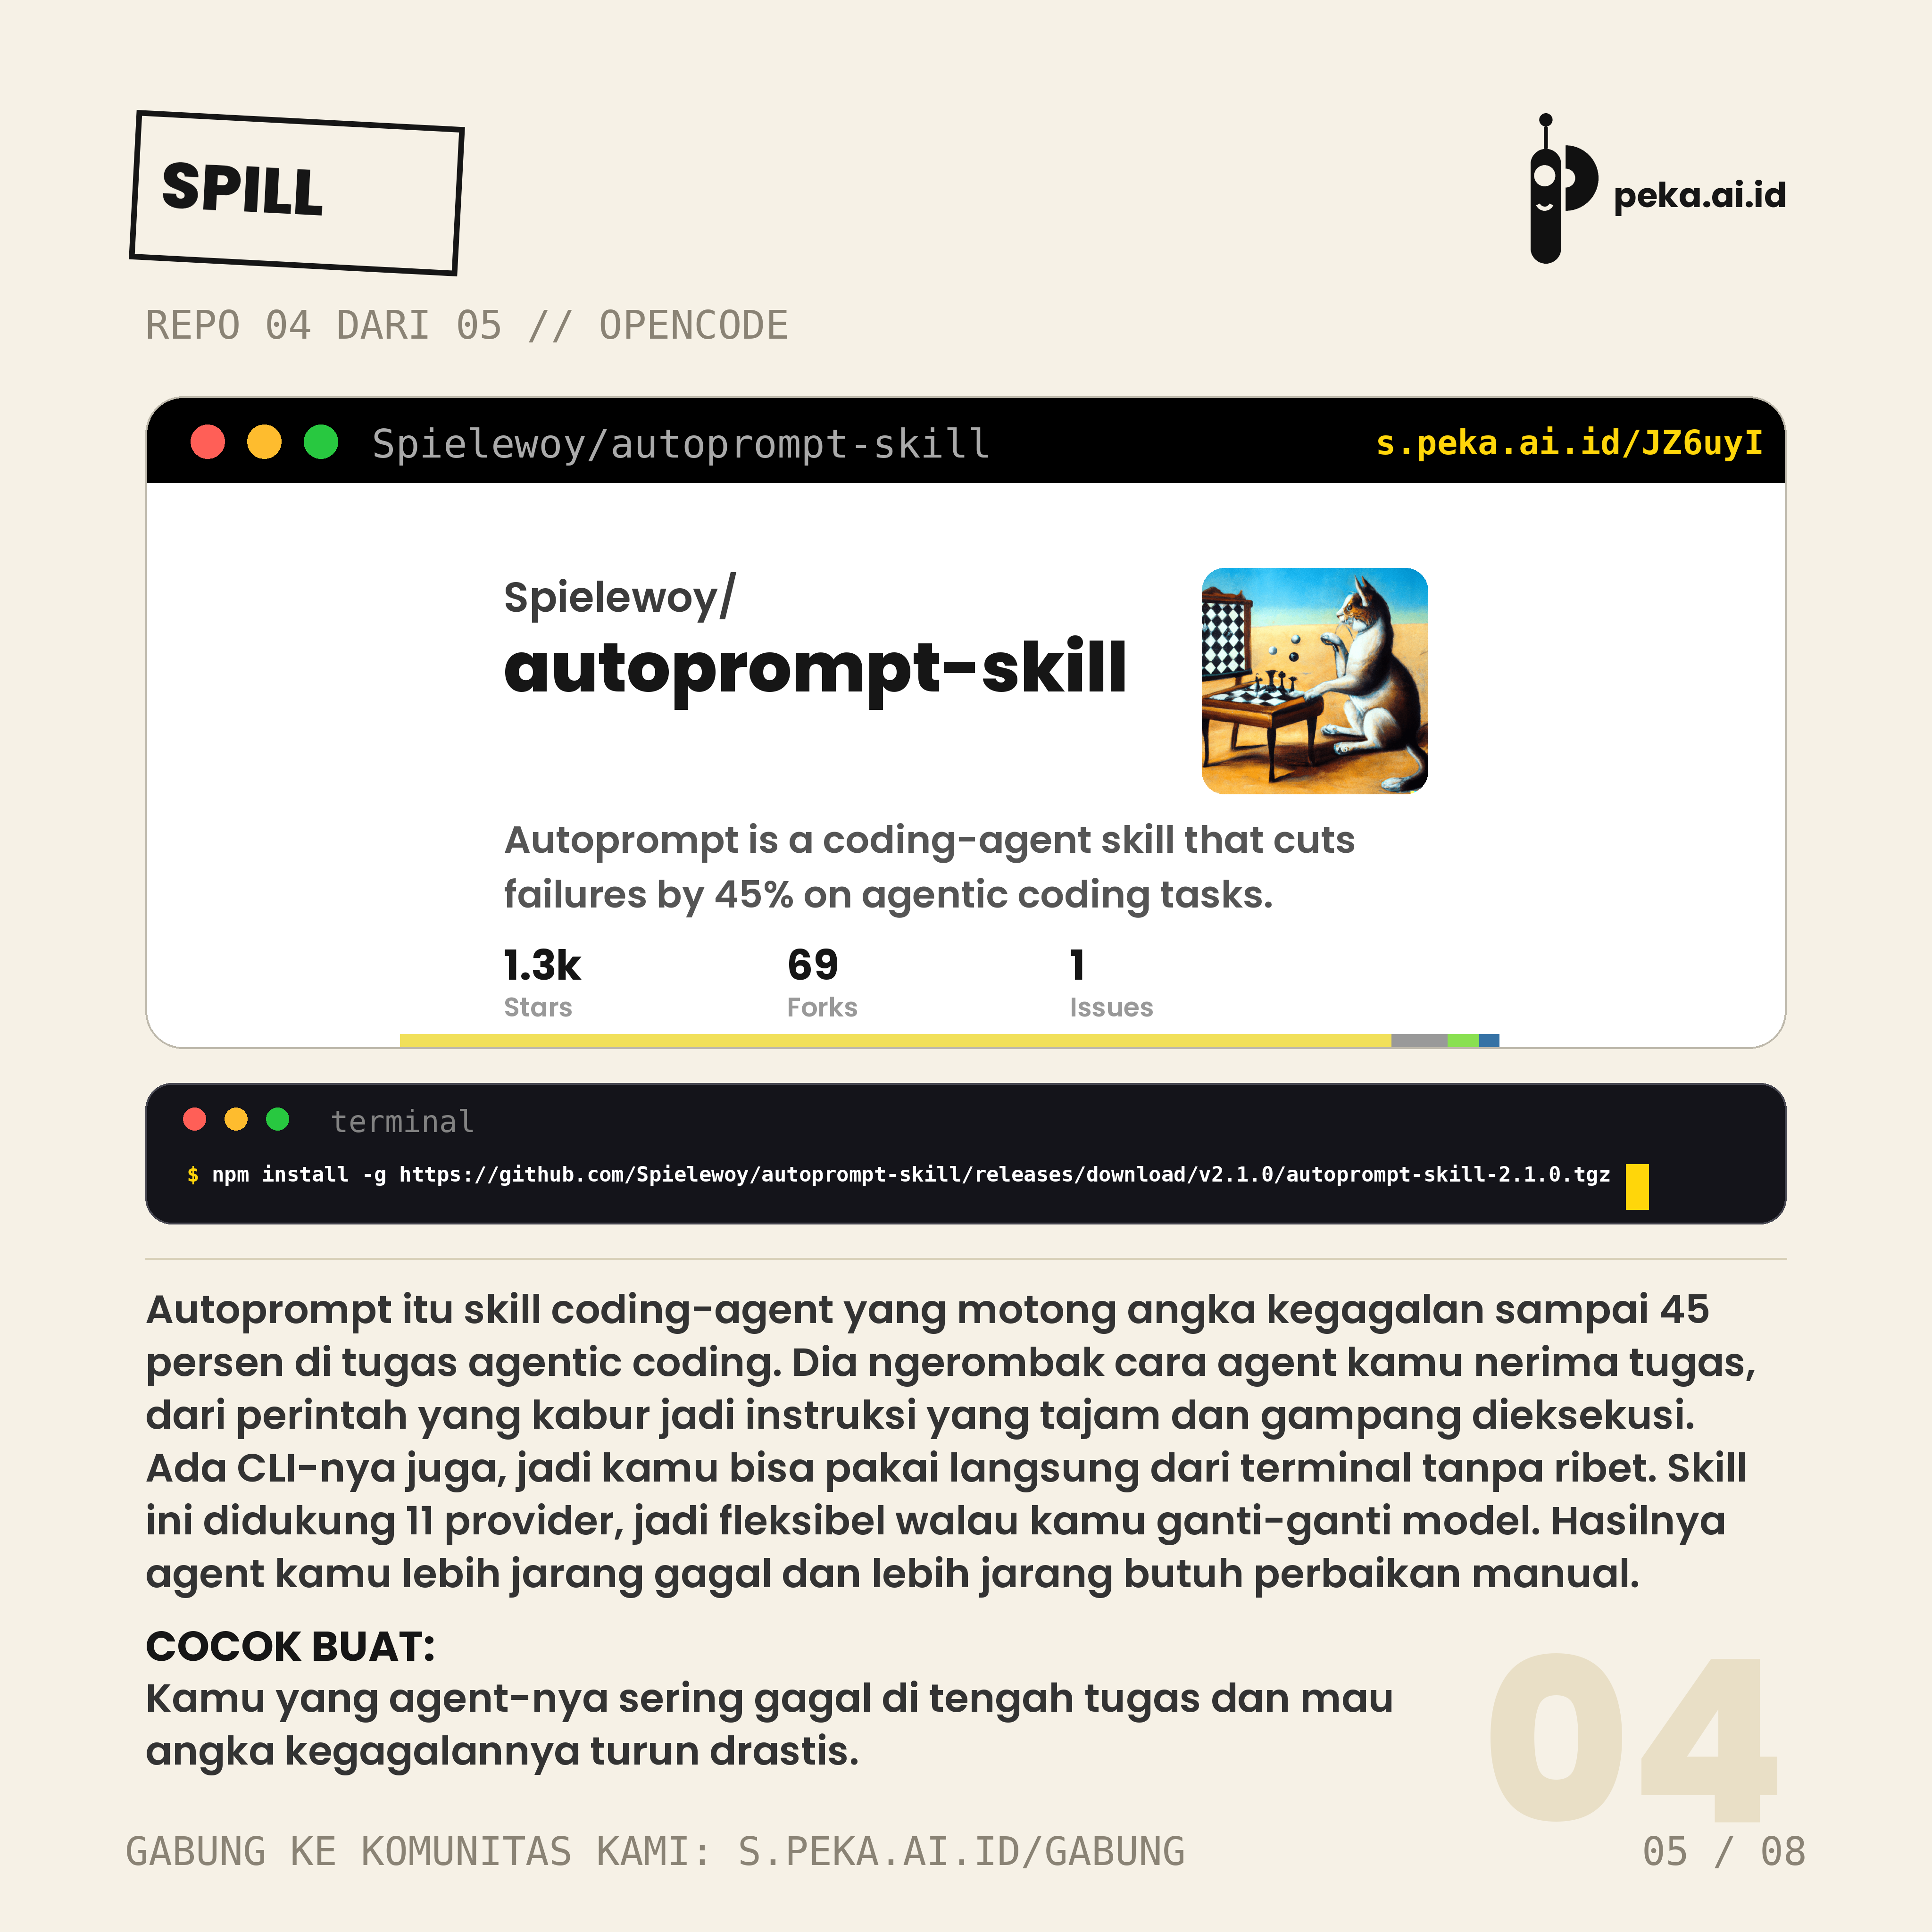 SPILL
peka.ai.id
REPO 04 DARI 05 // OPENCODE
Spielewoy/autoprompt-skill
s.peka.ai.id/JZ6uyI
Spielewoy/
autoprompt-skill
Autoprompt is a coding-agent skill that cuts
failures by 45% on agentic coding tasks.
1.3k
Stars
69
Forks
1
Issues
terminal
$ npm install -g https://github.com/Spielewoy/autoprompt-skill/releases/download/v2.1.0/autoprompt-skill-2.1.0.tgz
Autoprompt itu skill coding-agent yang motong angka kegagalan sampai 45
persen di tugas agentic coding. Dia ngerombak cara agent kamu nerima tugas,
dari perintah yang kabur jadi instruksi yang tajam dan gampang dieksekusi.
Ada CLI-nya juga, jadi kamu bisa pakai langsung dari terminal tanpa ribet. Skill
ini didukung 11 provider, jadi fleksibel walau kamu ganti-ganti model. Hasilnya
agent kamu lebih jarang gagal dan lebih jarang butuh perbaikan manual.
COCOK BUAT:
Kamu yang agent-nya sering gagal di tengah tugas dan mau
angka kegagalannya turun drastis.
04
GABUNG KE KOMUNITAS KAMI: S.PEKA.AI.ID/GABUNG
05 / 08